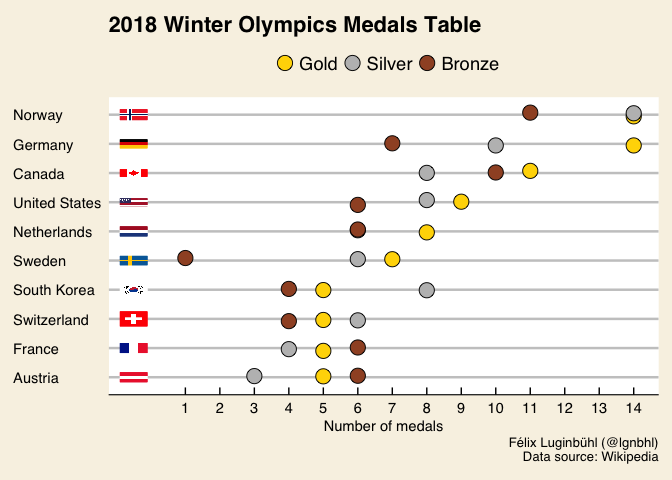 2018 Winter Olympics Medals Table
Gold Silver Bronze
Norway
Germany
Canada
United States
Netherlands
Sweden
South Korea
Switzerland
France
Austria
1 2 3 4 5 6 7 8 9 10 11 12 13 14
Number of medals
Félix Luginbühl (@lgnbhl)
Data source: Wikipedia